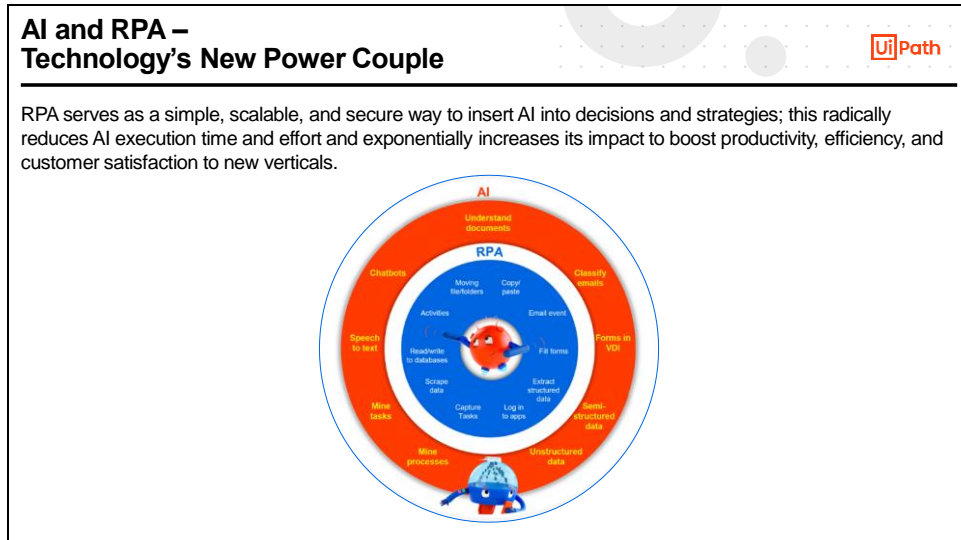 AI and RPA –
Technology's New Power Couple
UiPath
RPA serves as a simple, scalable, and secure way to insert AI into decisions and strategies; this radically
reduces AI execution time and effort and exponentially increases its impact to boost productivity, efficiency, and
customer satisfaction to new verticals.
AI
Understand
documents
Chatbots
Classify
emails
Speech
to text
Forms in
VDI
Mine
tasks
Semi-
structured
data
Mine
processes
Unstructured
data
RPA
Moving
file/folders
Copy/
paste
Activities
Email event
Read/write
to databases
Fill forms
Scrape
data
Extract
structured
data
Capture
Tasks
Log in
to apps